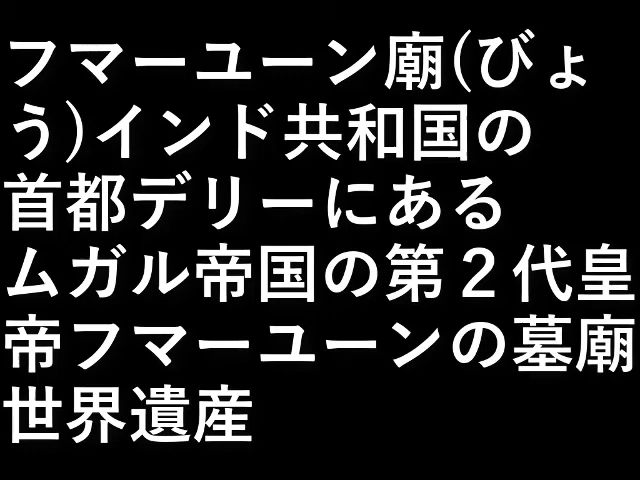 フマーユーン廟(びょ
う)インド共和国の
首都デリーにある
ムガル帝国の第２代皇
帝フマーユーンの墓廟
世界遺産